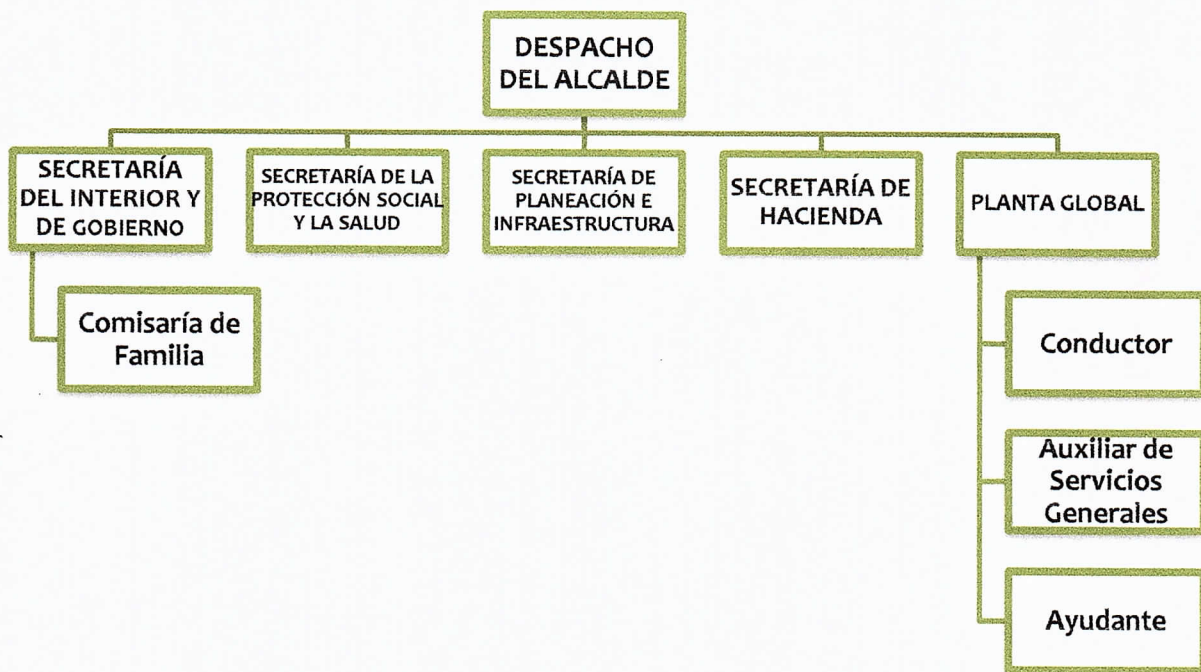 DESPACHO
DEL ALCALDE
SECRETARÍA
DEL INTERIOR Y
DE GOBIERNO
SECRETARÍA DE LA
PROTECCIÓN SOCIAL
Y LA SALUD
SECRETARÍA DE
PLANEACIÓN E
INFRAESTRUCTURA
SECRETARÍA DE
HACIENDA
PLANTA GLOBAL
Comisaría de
Familia
Conductor
Auxiliar de
Servicios
Generales
Ayudante